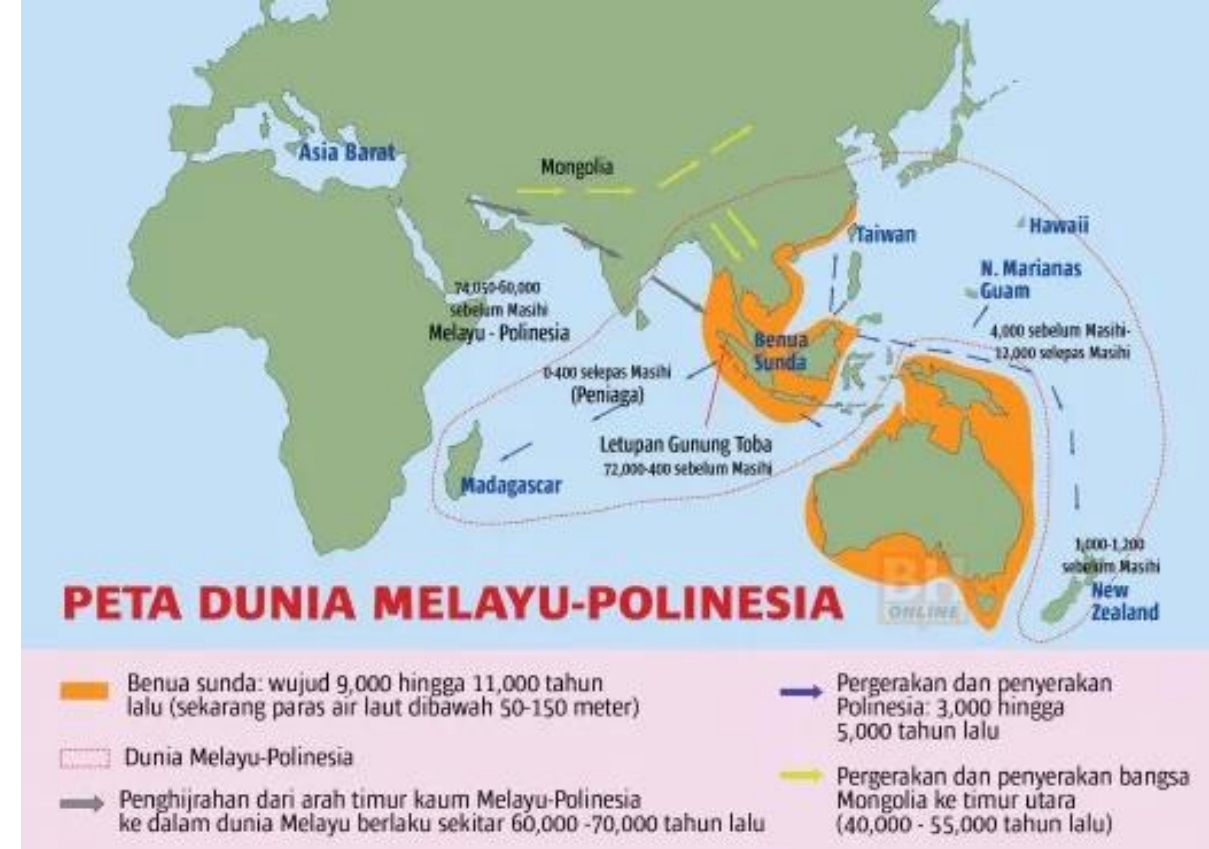 Asia Barat
Mongolia
Taiwan
Hawaii
N. Marianas
Guam
74,050-60,000
sebelum Masihi
Melayu - Polinesia
4,000 sebelum Masihi-
12,000 selepas Masihi
Benua
Sunda
0-400 selepas Masihi
(Peniaga)
Letupan Gunung Toba
72,000-400 sebelum Masihi
Madagascar
1,000-1,200
sebelum Masihi
New
Zealand
BH
ONLINE
PETA DUNIA MELAYU-POLINESIA
Benua sunda: wujud 9,000 hingga 11,000 tahun
lalu (sekarang paras air laut dibawah 50-150 meter)
Dunia Melayu-Polinesia
Penghijrahan dari arah timur kaum Melayu-Polinesia
ke dalam dunia Melayu berlaku sekitar 60,000 -70,000 tahun lalu
Pergerakan dan penyerakan
Polinesia: 3,000 hingga
5,000 tahun lalu
Pergerakan dan penyerakan bangsa
Mongolia ke timur utara
(40,000 - 55,000 tahun lalu)